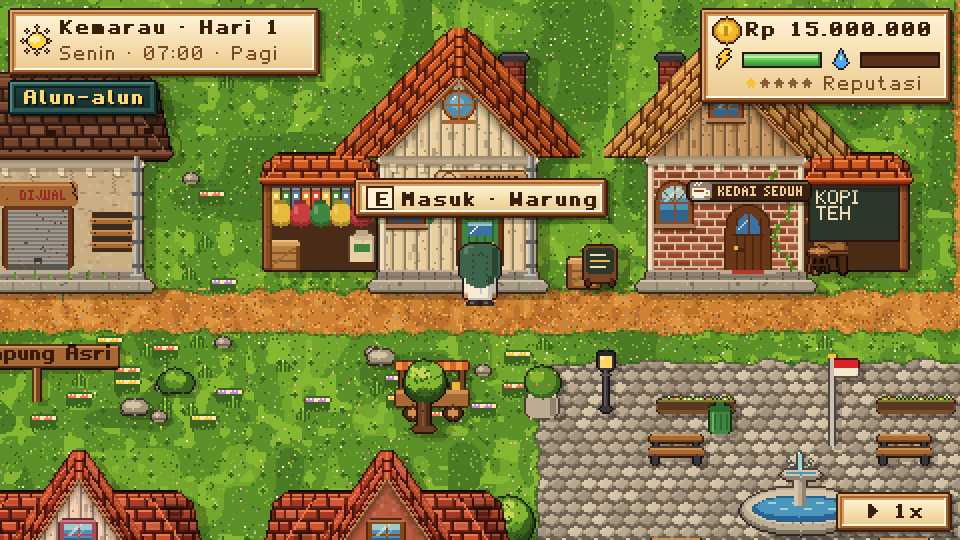 Kemarau · Hari 1
Senin · 07:00 · Pagi
Rp 15.000.000
Reputasi
Alun-alun
DIJUAL
E Masuk · Warung
KEDAI SEDUH
KOPI
TEH
pung Asri
1x